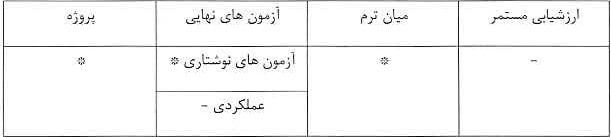 ارزشیابی مستمر	میان ترم	آزمون های نهایی	پروژه
-	*	آزمون های نوشتاری *	*
عملکردی -